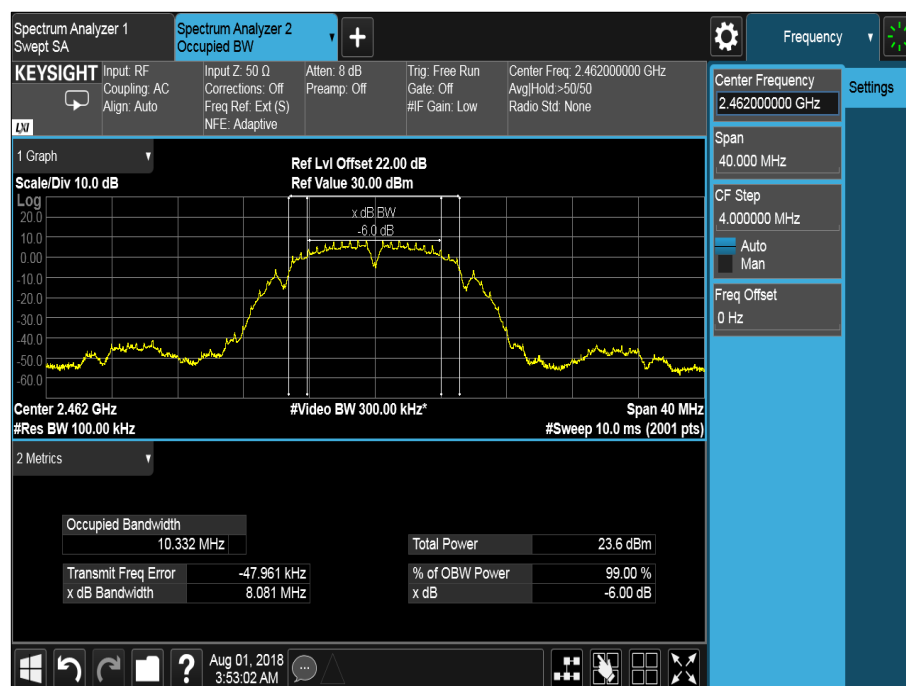 Spectrum Analyzer 1
Swept SA
Spectrum Analyzer 2
Occupied BW
Frequency
KEYSIGHT
LXI
Input: RF
Coupling: AC
Align: Auto
Input Z: 50 Ω
Corrections: Off
Freq Ref: Ext (S)
NFE: Adaptive
Atten: 8 dB
Preamp: Off
Trig: Free Run
Gate: Off
#IF Gain: Low
Center Freq: 2.462000000 GHz
Avg|Hold:>50/50
Radio Std: None
Center Frequency
2.462000000 GHz
Settings
Span
40.000 MHz
CF Step
4.000000 MHz
Auto
Man
Freq Offset
0 Hz
1 Graph
Ref Lvl Offset 22.00 dB
Scale/Div 10.0 dB
Ref Value 30.00 dBm
Log
20.0
10.0
0.00
-10.0
-20.0
-30.0
-40.0
-50.0
-60.0
x dB BW
-6.0 dB
Center 2.462 GHz
#Video BW 300.00 kHz*
Span 40 MHz
#Res BW 100.00 kHz
#Sweep 10.0 ms (2001 pts)
2 Metrics
Occupied Bandwidth
10.332 MHz
Total Power 23.6 dBm
Transmit Freq Error -47.961 kHz
% of OBW Power 99.00 %
x dB Bandwidth 8.081 MHz
x dB -6.00 dB
?
Aug 01, 2018
3:53:02 AM